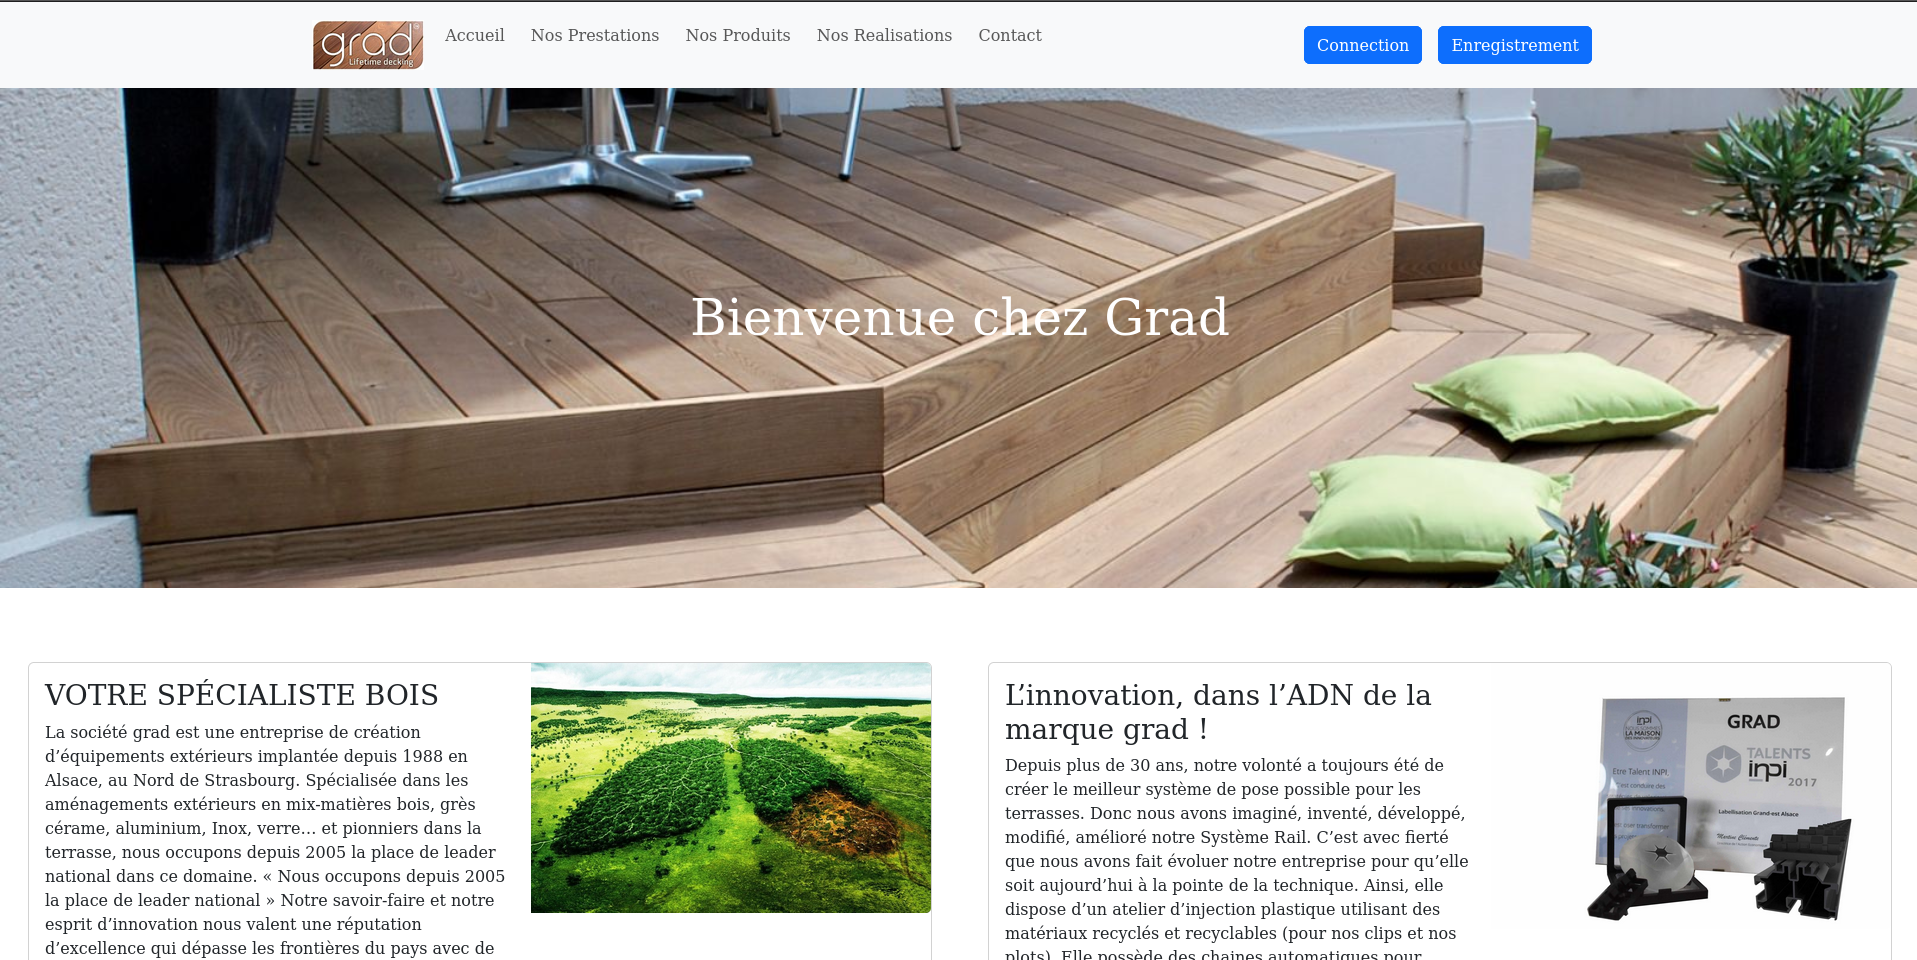 grad
Lifetime decking
Accueil Nos Prestations Nos Produits Nos Realisations Contact
Connection Enregistrement
Bienvenue chez Grad
VOTRE SPÉCIALISTE BOIS
La société grad est une entreprise de création
d’équipements extérieurs implantée depuis 1988 en
Alsace, au Nord de Strasbourg. Spécialisée dans les
aménagements extérieurs en mix-matières bois, grès
cérame, aluminium, Inox, verre… et pionniers dans la
terrasse, nous occupons depuis 2005 la place de leader
national dans ce domaine. « Nous occupons depuis 2005
la place de leader national » Notre savoir-faire et notre
esprit d’innovation nous valent une réputation
d’excellence qui dépasse les frontières du pays avec de
L’innovation, dans l’ADN de la
marque grad !
Depuis plus de 30 ans, notre volonté a toujours été de
créer le meilleur système de pose possible pour les
terrasses. Donc nous avons imaginé, inventé, développé,
modifié, amélioré notre Système Rail. C’est avec fierté
que nous avons fait évoluer notre entreprise pour qu’elle
soit aujourd’hui à la pointe de la technique. Ainsi, elle
dispose d’un atelier d’injection plastique utilisant des
matériaux recyclés et recyclables (pour nos clips et nos
plots). Elle possède des chaines automatiques pour
inpi
LA MAISON
GRAD
TALENTS
inpi
2017
Etre Talent INPI,
C'est conduire des
Labellisation Grand-est Alsace